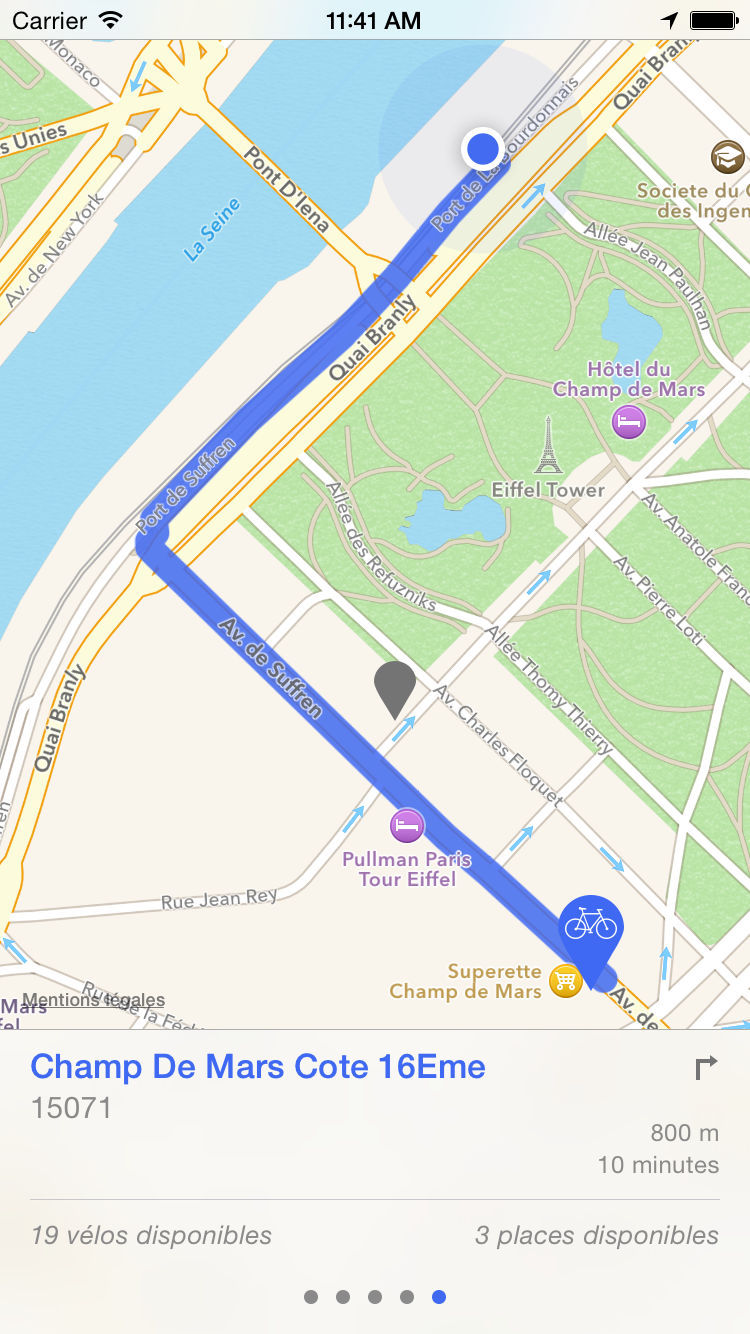 Carrier
11:41 AM
Monaco
s Unies
Av. de New York
La Seine
Pont D'Iena
Port de La Bourdonnais
Quai Branly
Societe du
des Ingen
Allée Jean Paulhan
Quai Branly
Hôtel du
Champ de Mars
Port de Suffren
Eiffel Tower
Allée des Refuzniks
Av. Anatole Franc
Av. Pierre Loti
Av. de Suffren
Allée Thomy Thierry
Quai Branly
Av. Charles Floquet
Pullman Paris
Tour Eiffel
Rue Jean Rey
Superette
Champ de Mars
Av. de
Mentions légales
Rue de la Féd
Mars
Champ De Mars Cote 16Eme
15071
800 m
10 minutes
19 vélos disponibles
3 places disponibles